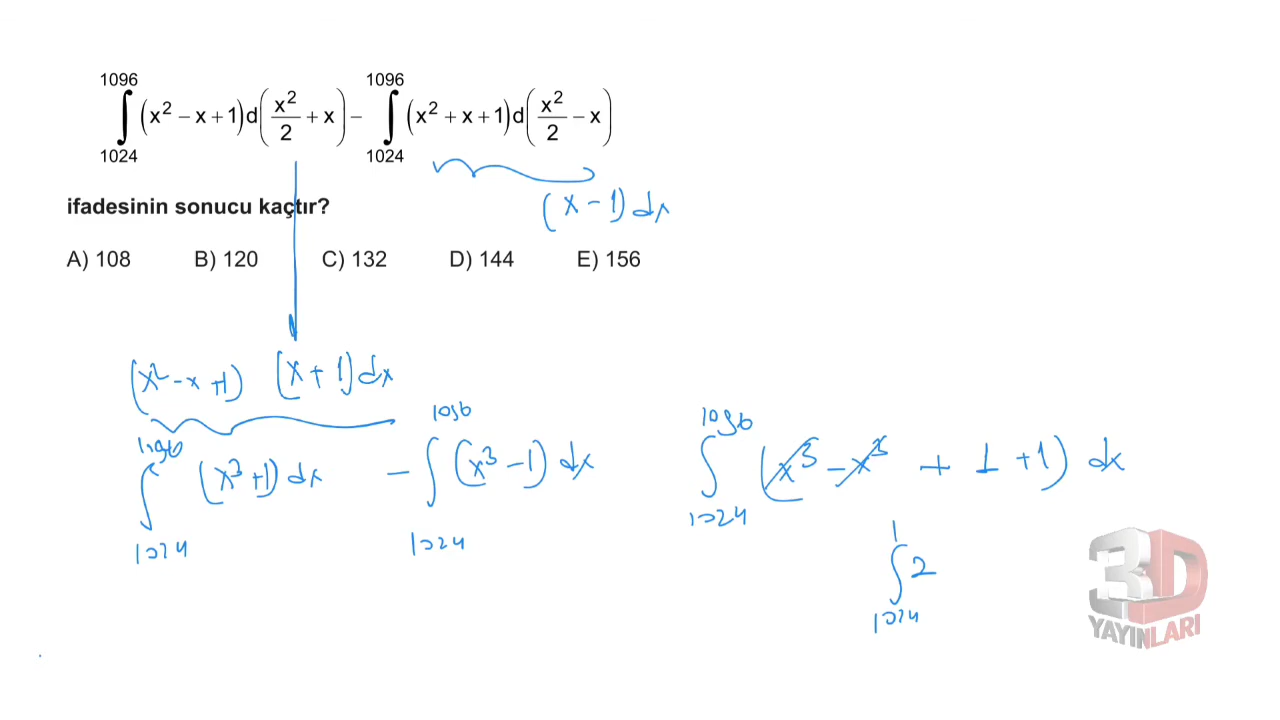 1096 1096
∫ (x² − x + 1)d(x²/2 + x) − ∫ (x² + x + 1)d(x²/2 − x)
1024 1024
(x − 1) dx
ifadesinin sonucu kaçtır?
A) 108 B) 120 C) 132 D) 144 E) 156
(x² − x + 1) (x + 1) dx
1096 1096 1096
∫ (x³ + 1) dx − ∫ (x³ − 1) dx ∫ (x³ − x³ + 1 + 1) dx
1024 1024 1024
1
∫ 2
1024
3D
YAYINLARI